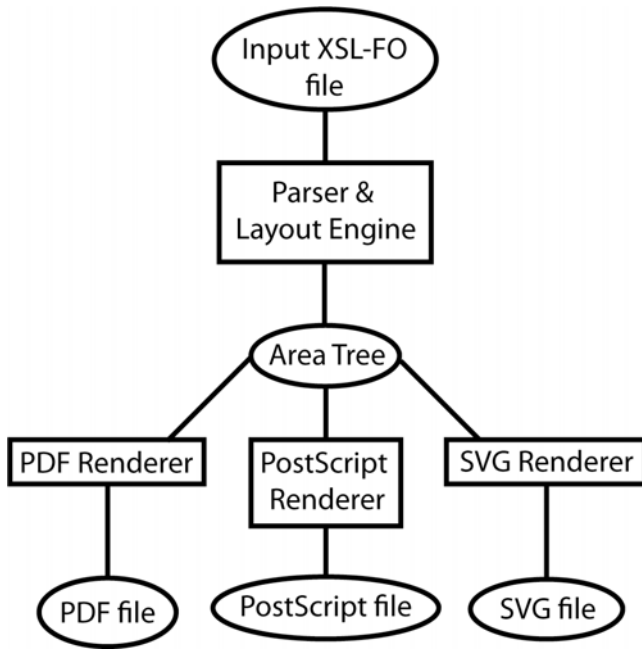 Input XSL-FO
file
Parser &
Layout Engine
Area Tree
PDF Renderer
PostScript
Renderer
SVG Renderer
PDF file
PostScript file
SVG file